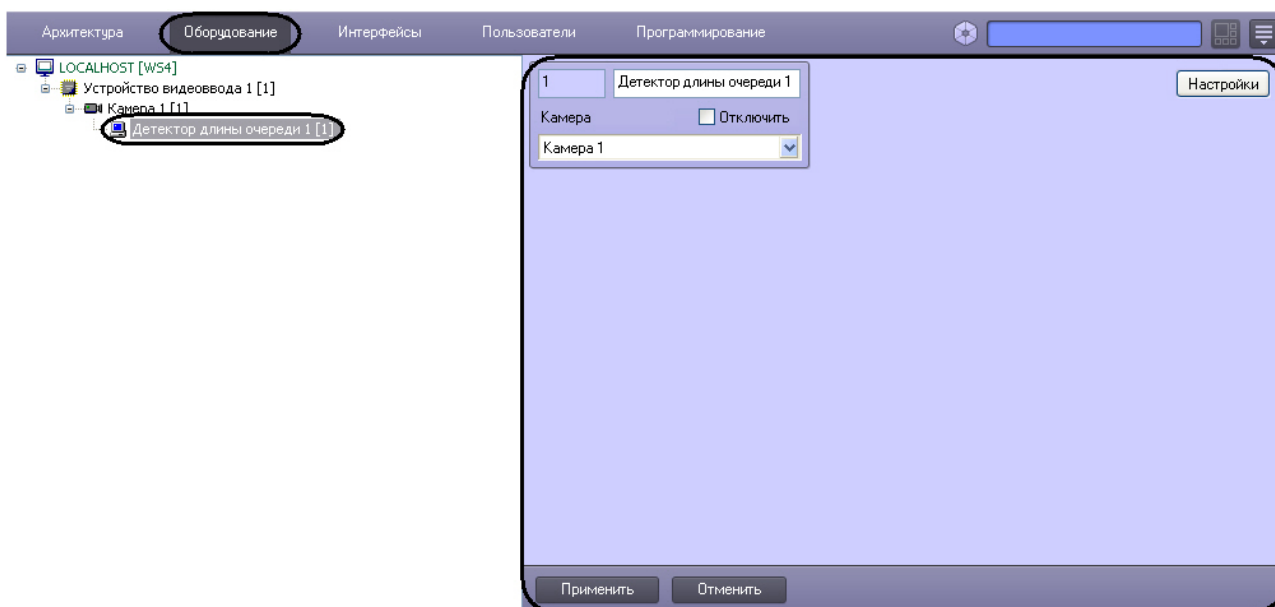 Архитектура Оборудование Интерфейсы Пользователи Программирование
LOCALHOST [WS4]
Устройство видеоввода 1 [1]
Камера 1 [1]
Детектор длины очереди 1 [1]
1 Детектор длины очереди 1
Настройки
Камера Отключить
Камера 1
Применить Отменить